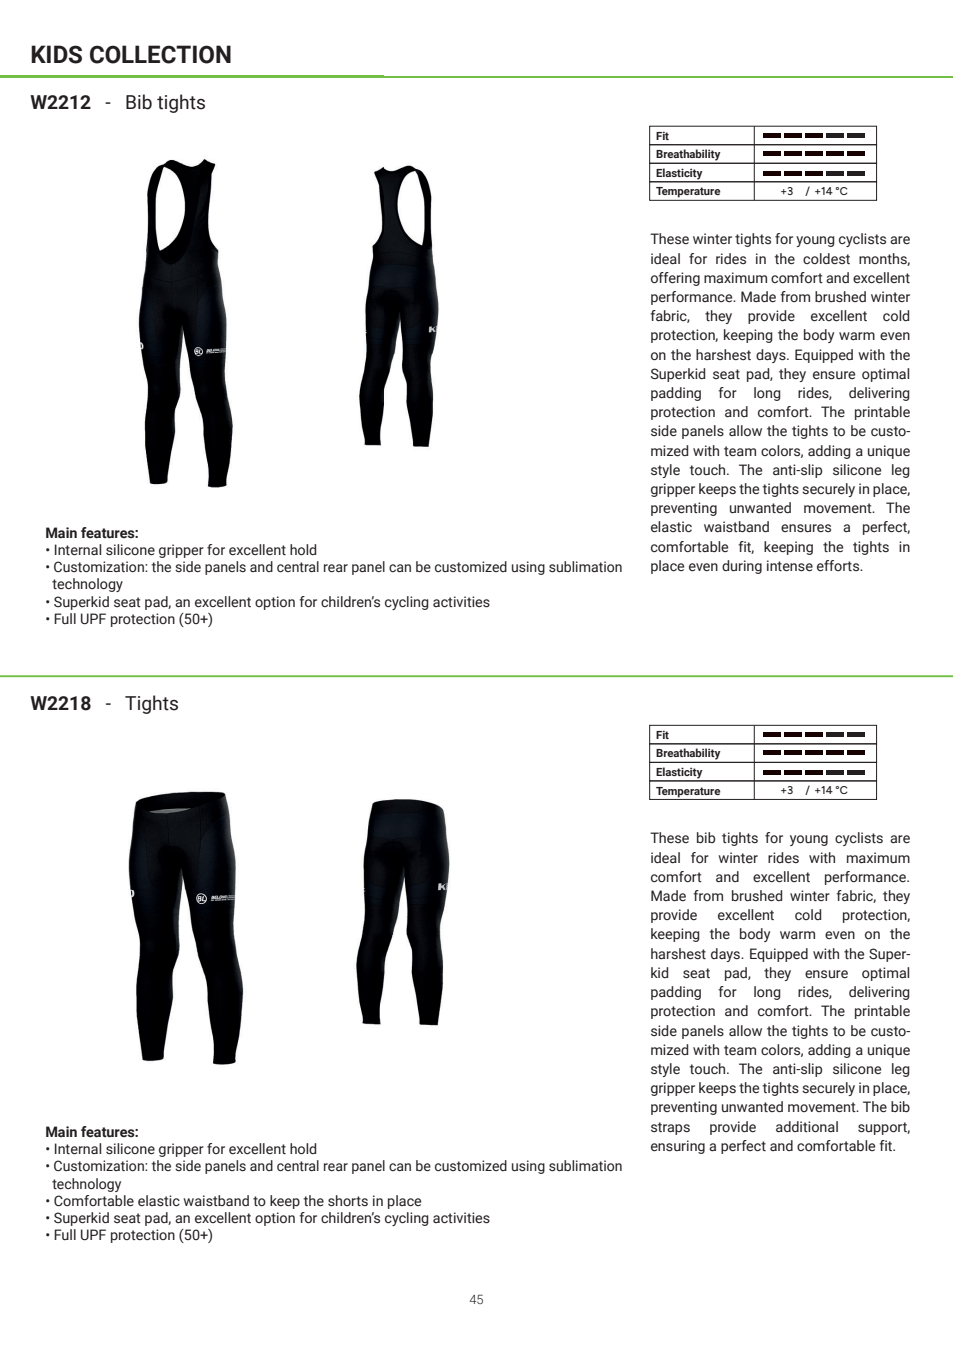 KIDS COLLECTION
W2212 - Bib tights
Fit
Breathability
Elasticity
Temperature +3 / +14 °C
These winter tights for young cyclists are
ideal for rides in the coldest months,
offering maximum comfort and excellent
performance. Made from brushed winter
fabric, they provide excellent cold
protection, keeping the body warm even
on the harshest days. Equipped with the
Superkid seat pad, they ensure optimal
padding for long rides, delivering
protection and comfort. The printable
side panels allow the tights to be custo-
mized with team colors, adding a unique
style touch. The anti-slip silicone leg
gripper keeps the tights securely in place,
preventing unwanted movement. The
elastic waistband ensures a perfect,
comfortable fit, keeping the tights in
place even during intense efforts.
BL
Main features:
• Internal silicone gripper for excellent hold
• Customization: the side panels and central rear panel can be customized using sublimation
technology
• Superkid seat pad, an excellent option for children’s cycling activities
• Full UPF protection (50+)
W2218 - Tights
Fit
Breathability
Elasticity
Temperature +3 / +14 °C
These bib tights for young cyclists are
ideal for winter rides with maximum
comfort and excellent performance.
Made from brushed winter fabric, they
provide excellent cold protection,
keeping the body warm even on the
harshest days. Equipped with the Super-
kid seat pad, they ensure optimal
padding for long rides, delivering
protection and comfort. The printable
side panels allow the tights to be custo-
mized with team colors, adding a unique
style touch. The anti-slip silicone leg
gripper keeps the tights securely in place,
preventing unwanted movement. The bib
straps provide additional support,
ensuring a perfect and comfortable fit.
BL
Main features:
• Internal silicone gripper for excellent hold
• Customization: the side panels and central rear panel can be customized using sublimation
technology
• Comfortable elastic waistband to keep the shorts in place
• Superkid seat pad, an excellent option for children’s cycling activities
• Full UPF protection (50+)
45